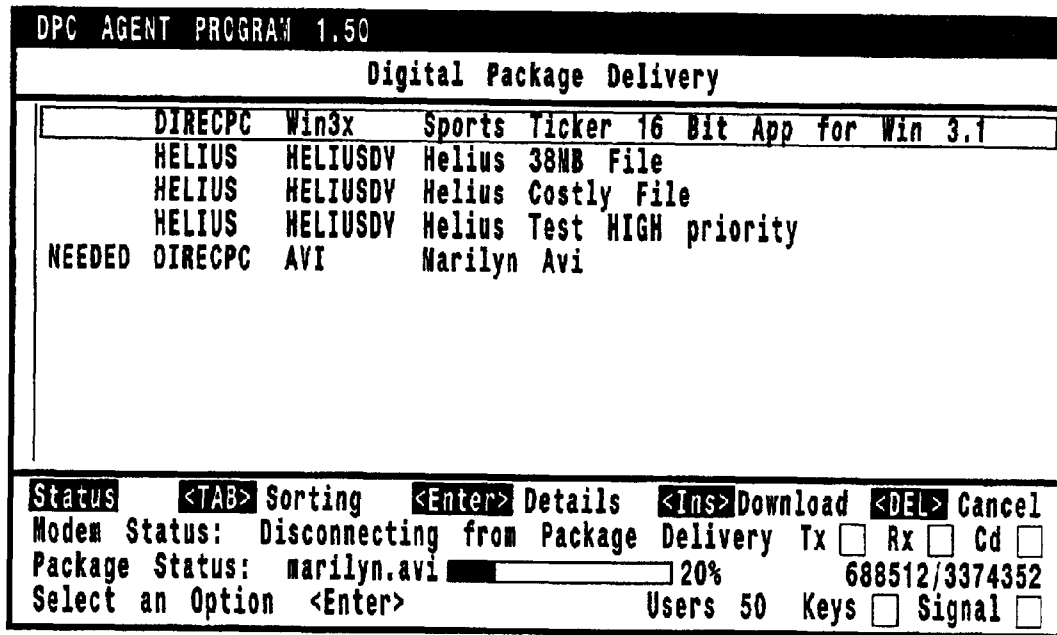 DPC AGENT PROGRAM 1.50
Digital Package Delivery
DIRECPC Win3x Sports Ticker 16 Bit App for Win 3.1
HELIUS HELIUSDV Helius 38MB File
HELIUS HELIUSDV Helius Costly File
HELIUS HELIUSDV Helius Test HIGH priority
NEEDED DIRECPC AVI Marilyn Avi
Status <TAB> Sorting <Enter> Details <Ins> Download <DEL> Cancel
Modem Status: Disconnecting from Package Delivery Tx Rx Cd
Package Status: marilyn.avi 20% 688512/3374352
Select an Option <Enter> Users 50 Keys Signal